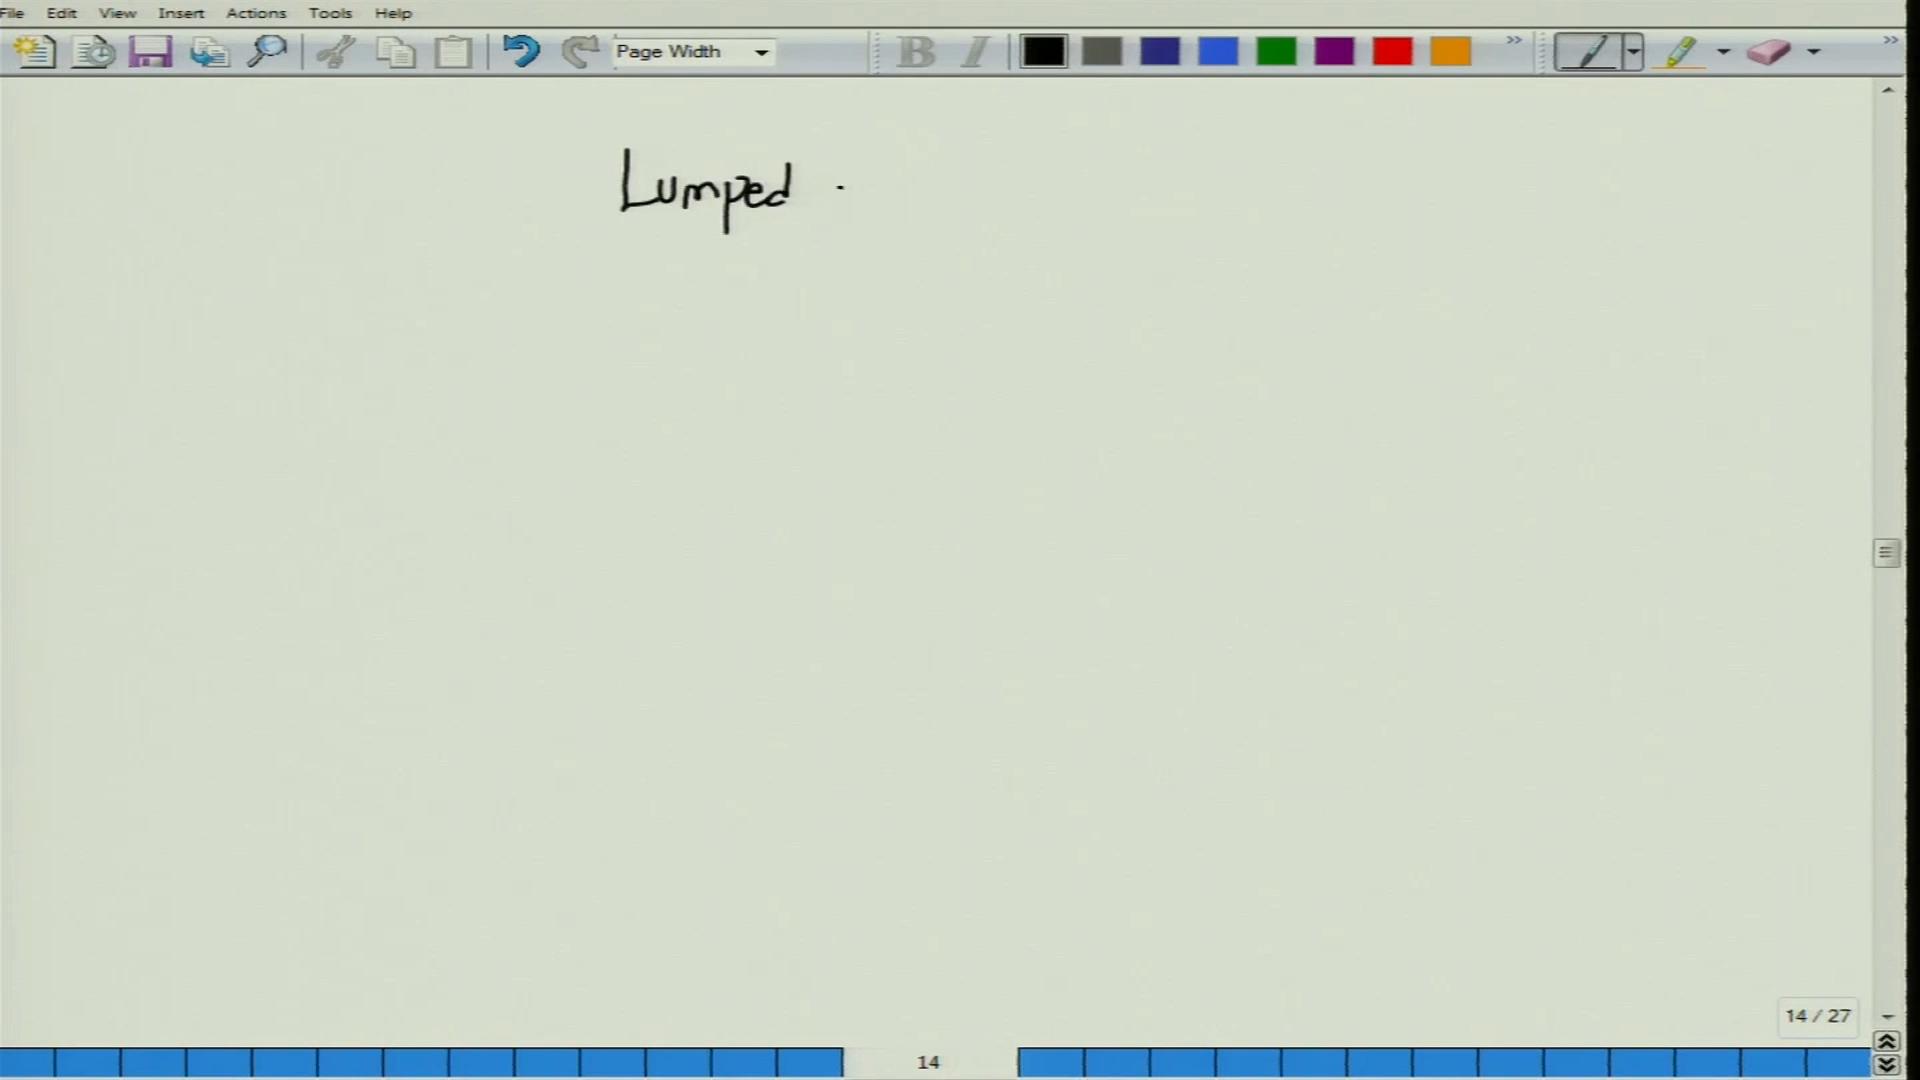 File Edit View Insert Actions Tools Help
Page Width B I
Lumped
14 / 27
14